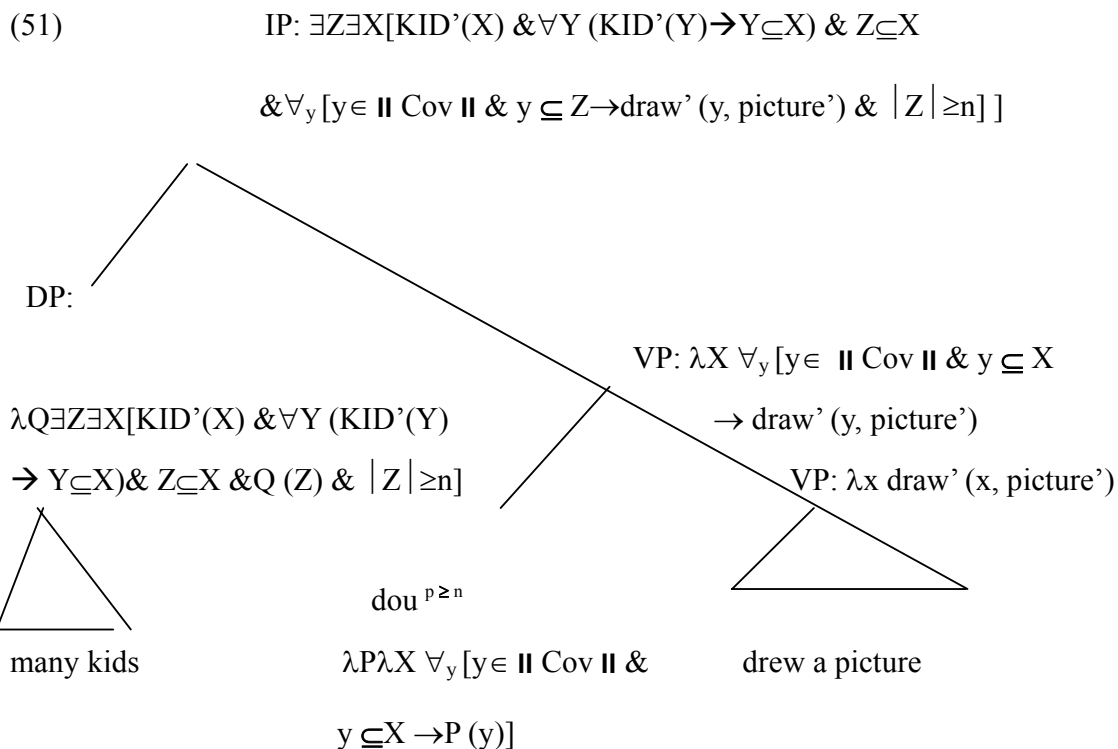 (51) IP: ∃Z∃X[KID’(X) &∀Y (KID’(Y)→Y⊆X) & Z⊆X
&∀y [y∈ ǁ Cov ǁ & y ⊆ Z→draw’ (y, picture’) & │Z│≥n] ]
DP:
VP: λX ∀y [y∈ ǁ Cov ǁ & y ⊆ X
→ draw’ (y, picture’)
λQ∃Z∃X[KID’(X) &∀Y (KID’(Y)
→ Y⊆X)& Z⊆X &Q (Z) & │Z│≥n]
VP: λx draw’ (x, picture’)
dou p ≥ n
many kids
λPλX ∀y [y∈ ǁ Cov ǁ &
y ⊆X →P (y)]
drew a picture